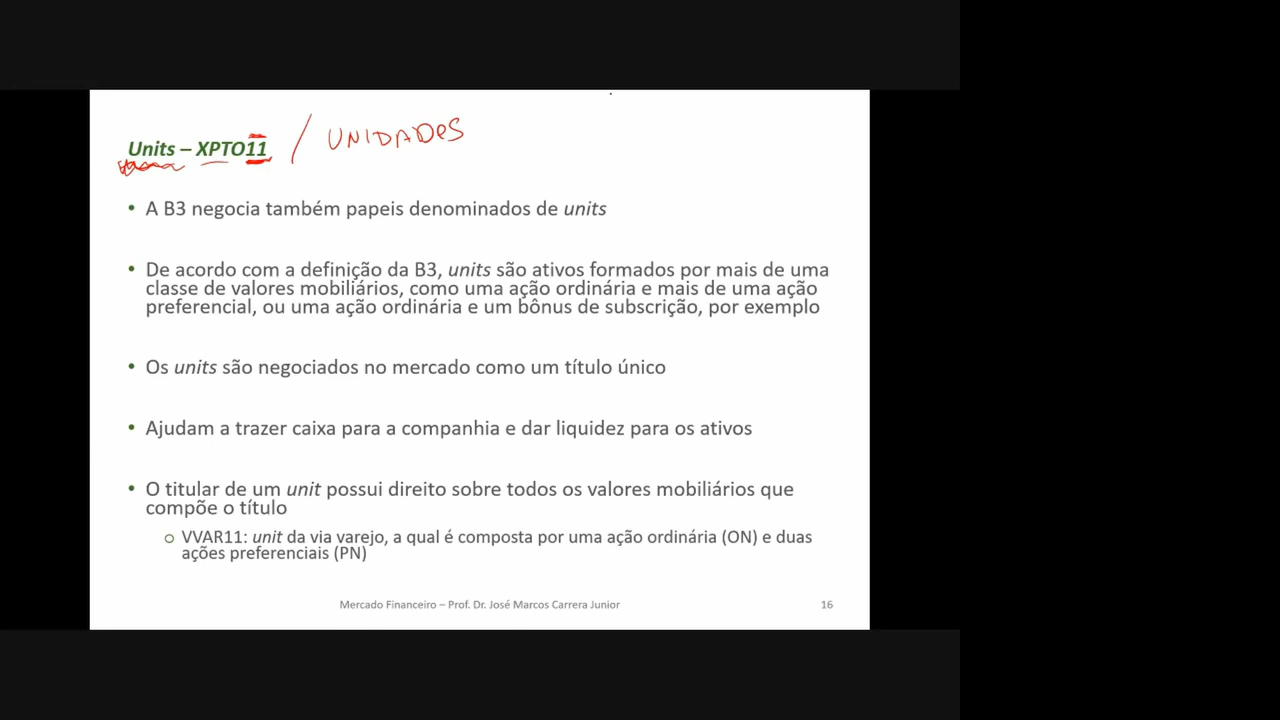 Units – XPTO11 / UNIDADES
• A B3 negocia também papeis denominados de units
• De acordo com a definição da B3, units são ativos formados por mais de uma
classe de valores mobiliários, como uma ação ordinária e mais de uma ação
preferencial, ou uma ação ordinária e um bônus de subscrição, por exemplo
• Os units são negociados no mercado como um título único
• Ajudam a trazer caixa para a companhia e dar liquidez para os ativos
• O titular de um unit possui direito sobre todos os valores mobiliários que
compõe o título
o VVAR11: unit da via varejo, a qual é composta por uma ação ordinária (ON) e duas
ações preferenciais (PN)
Mercado Financeiro – Prof. Dr. José Marcos Carrera Junior 16